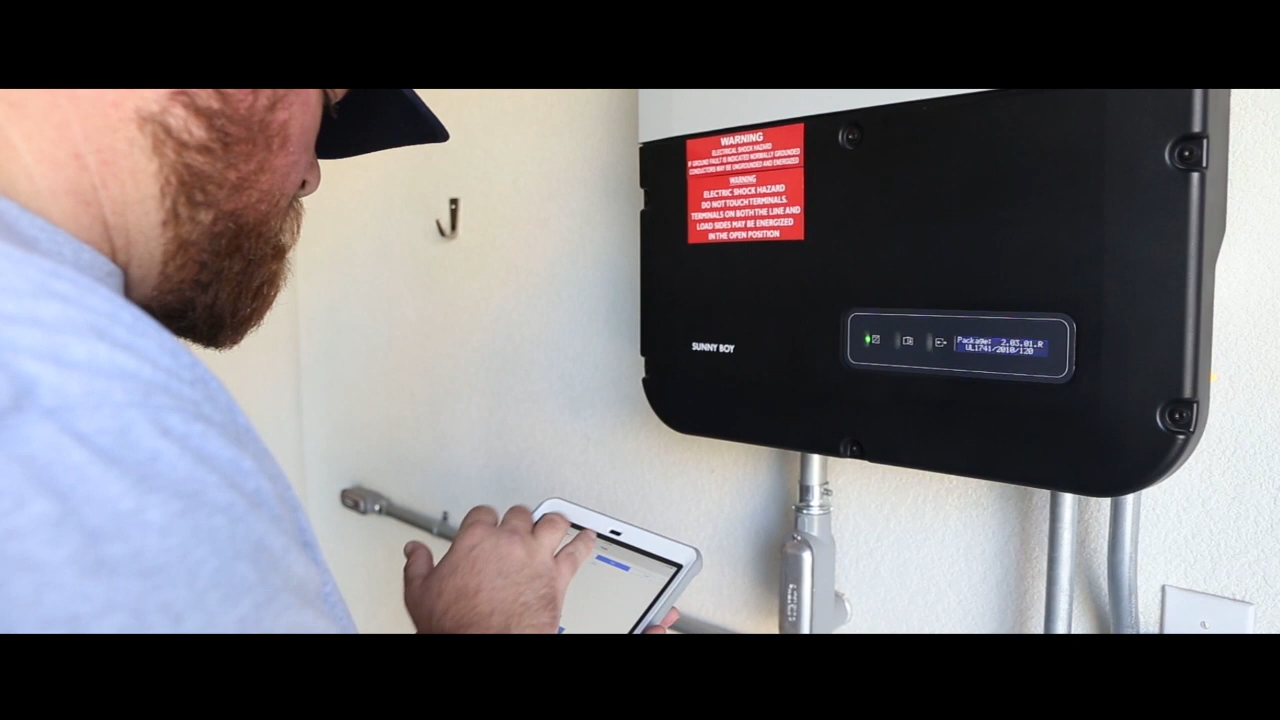 WARNING
ELECTRICAL SHOCK HAZARD
IF GROUND FAULT IS INDICATED NORMALLY GROUNDED
CONDUCTORS MAY BE UNGROUNDED AND ENERGIZED
WARNING
ELECTRIC SHOCK HAZARD
DO NOT TOUCH TERMINALS.
TERMINALS ON BOTH THE LINE AND
LOAD SIDES MAY BE ENERGIZED
IN THE OPEN POSITION
SUNNY BOY
Package: 2.03.01.R
UL1741/2010/120